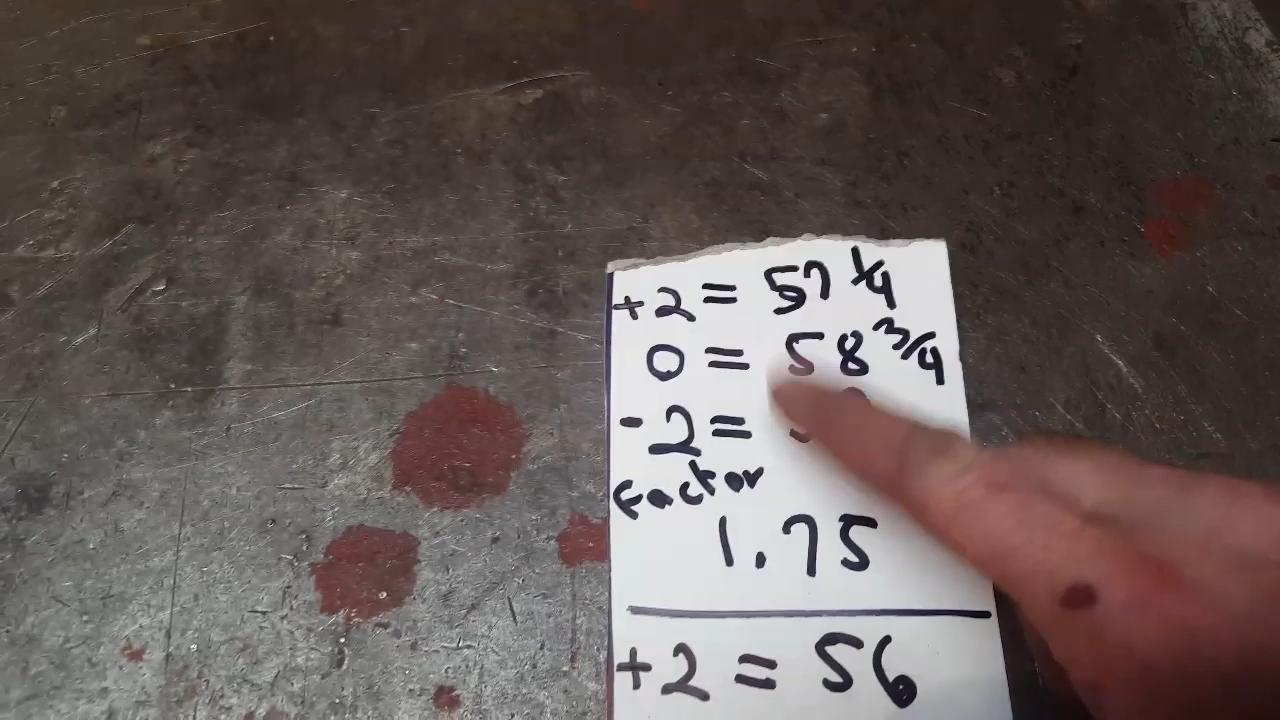 +2 = 57 1/4
0 = 58 3/4
-2 =
Factor
1.75
+2 = 56